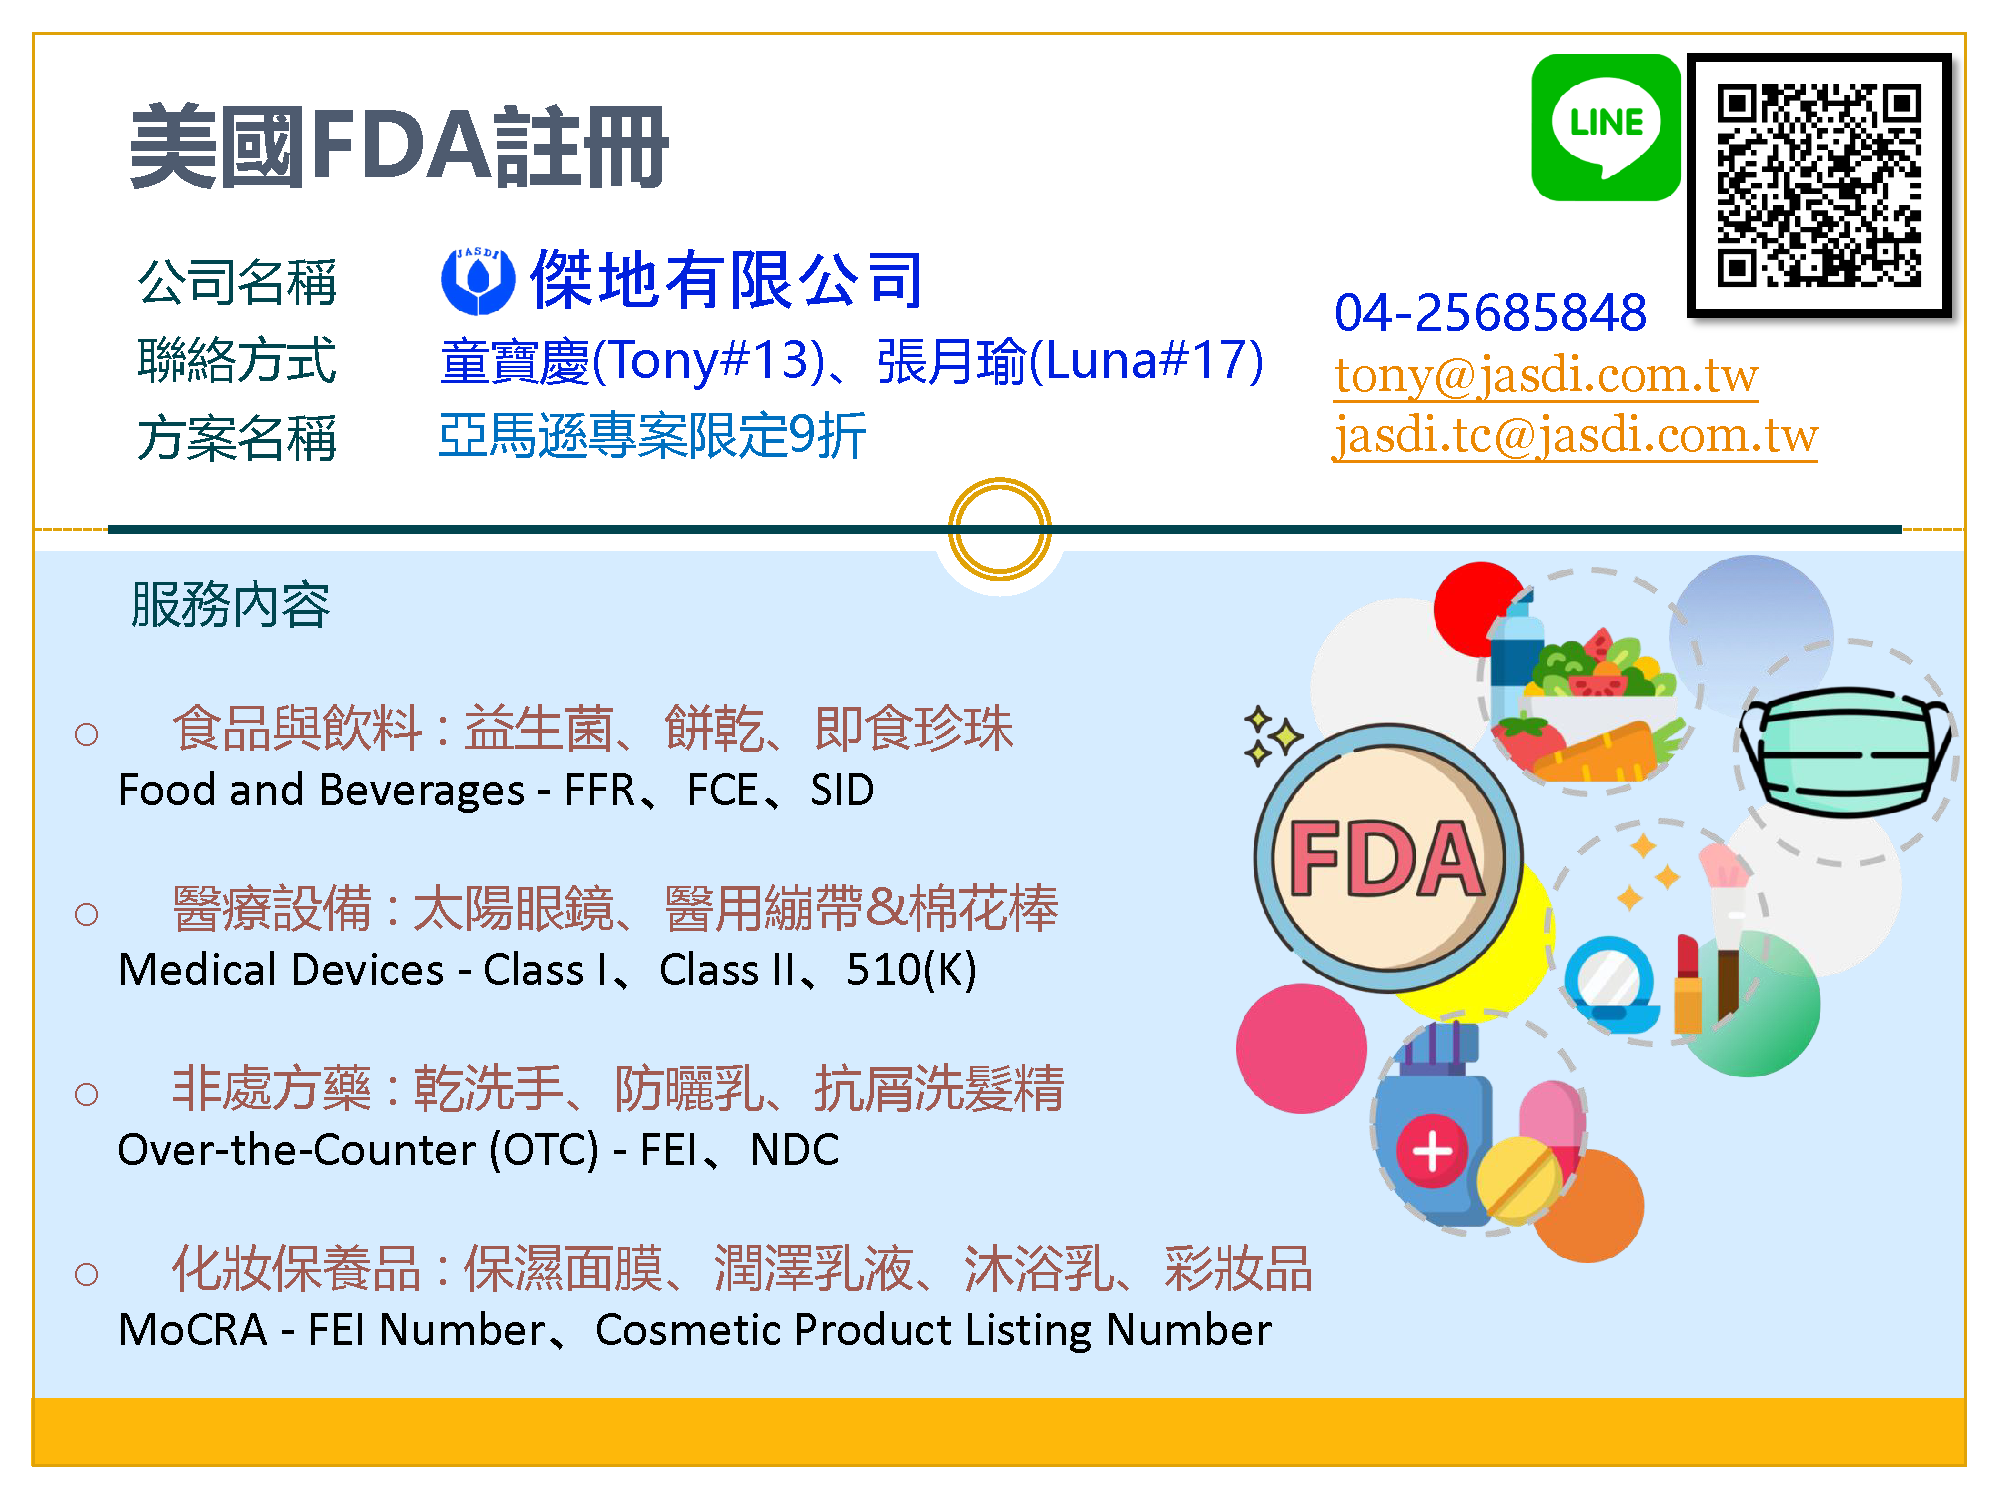 美國FDA註冊
LINE
公司名稱
JASDI
傑地有限公司
04-25685848
聯絡方式
童寶慶(Tony#13)、張月瑜(Luna#17)
tony@jasdi.com.tw
方案名稱
亞馬遜專案限定9折
jasdi.tc@jasdi.com.tw
服務內容
○ 食品與飲料：益生菌、餅乾、即食珍珠
Food and Beverages - FFR、FCE、SID
○ 醫療設備：太陽眼鏡、醫用繃帶&棉花棒
Medical Devices - Class I、Class II、510(K)
○ 非處方藥：乾洗手、防曬乳、抗屑洗髮精
Over-the-Counter (OTC) - FEI、NDC
○ 化妝保養品：保濕面膜、潤澤乳液、沐浴乳、彩妝品
MoCRA - FEI Number、Cosmetic Product Listing Number
FDA